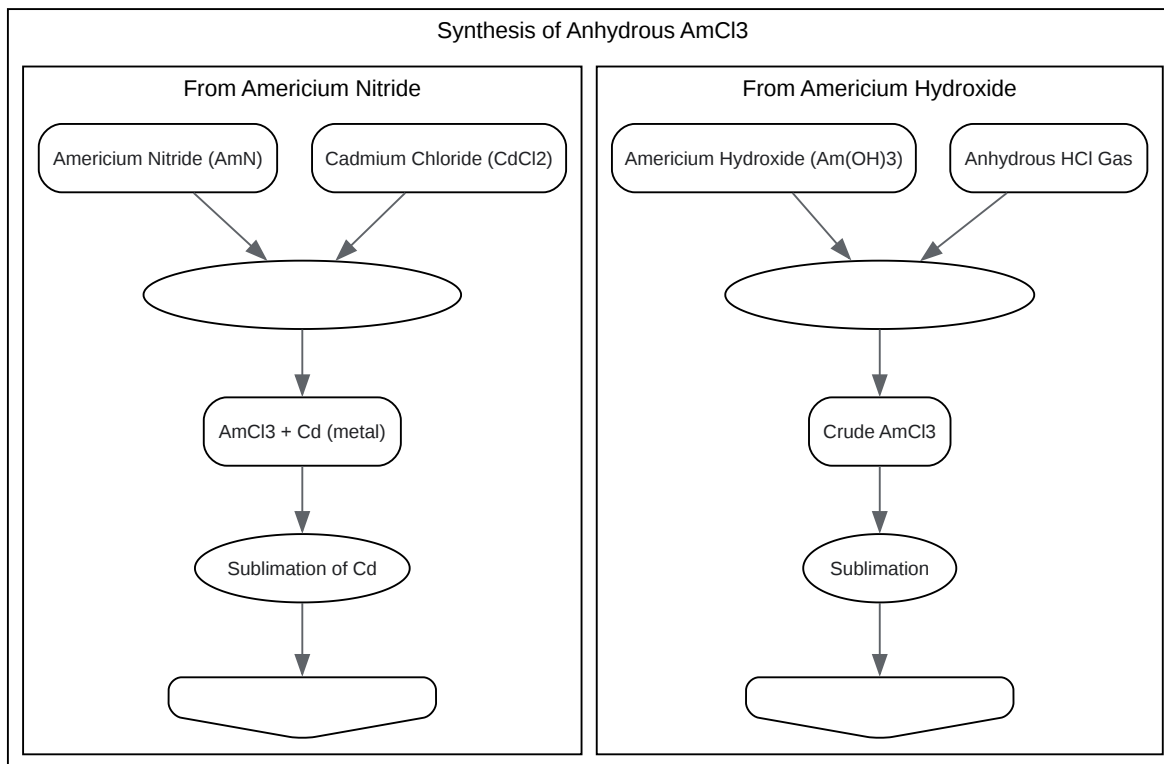 Synthesis of Anhydrous AmCl3
From Americium Nitride
Americium Nitride (AmN)
Cadmium Chloride (CdCl2)
AmCl3 + Cd (metal)
Sublimation of Cd
From Americium Hydroxide
Americium Hydroxide (Am(OH)3)
Anhydrous HCl Gas
Crude AmCl3
Sublimation